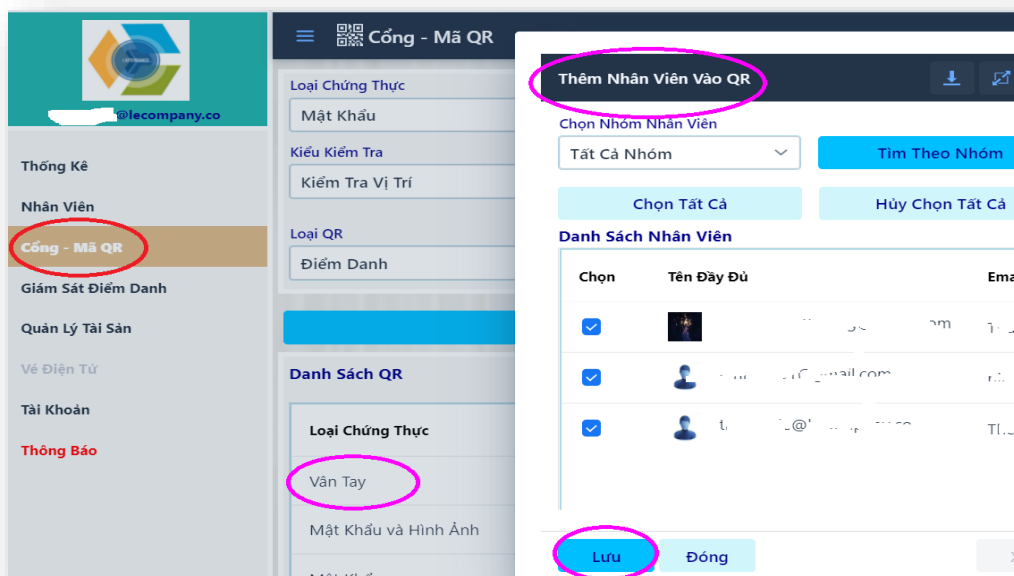 @lecompany.co
Thống Kê
Nhân Viên
Cổng - Mã QR
Giám Sát Điểm Danh
Quản Lý Tài Sản
Vé Điện Tử
Tài Khoản
Thông Báo
Cổng - Mã QR
Loại Chứng Thực
Mật Khẩu
Kiểu Kiểm Tra
Kiểm Tra Vị Trí
Loại QR
Điểm Danh
Danh Sách QR
Loại Chứng Thực
Vân Tay
Mật Khẩu và Hình Ảnh
Thêm Nhân Viên Vào QR
Chọn Nhóm Nhân Viên
Tất Cả Nhóm
Tìm Theo Nhóm
Chọn Tất Cả
Hủy Chọn Tất Cả
Danh Sách Nhân Viên
Chọn Tên Đầy Đủ Ema
Lưu
Đóng